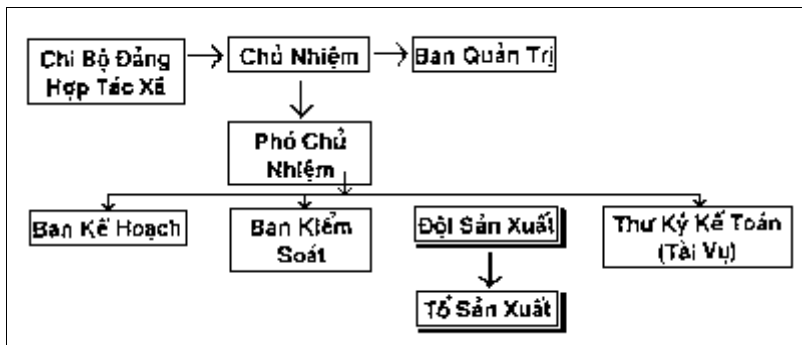 Chi Bộ Đảng
Hợp Tác Xã
Chủ Nhiệm
Ban Quản Trị
Phó Chủ
Nhiệm
Ban Kế Hoạch
Ban Kiểm
Soát
Đội Sản Xuất
Thư Ký Kế Toán
(Tài Vụ)
Tổ Sản Xuất